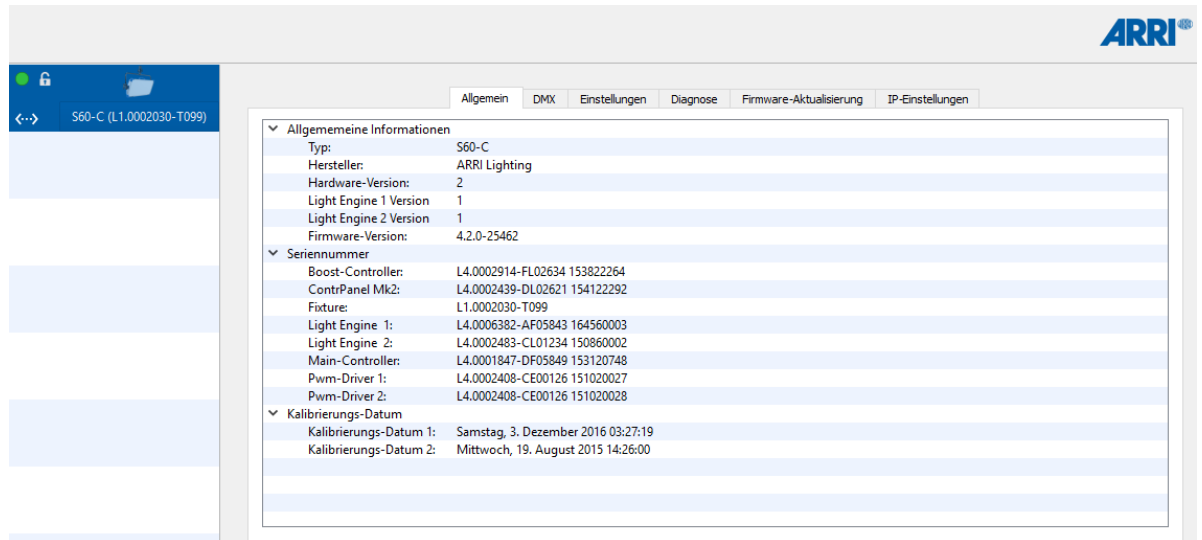 ARRI
S60-C (L1.0002030-T099)
Allgemein DMX Einstellungen Diagnose Firmware-Aktualisierung IP-Einstellungen
Allgememeine Informationen
Typ: S60-C
Hersteller: ARRI Lighting
Hardware-Version: 2
Light Engine 1 Version 1
Light Engine 2 Version 1
Firmware-Version: 4.2.0-25462
Seriennummer
Boost-Controller: L4.0002914-FL02634 153822264
ContrPanel Mk2: L4.0002439-DL02621 154122292
Fixture: L1.0002030-T099
Light Engine 1: L4.0006382-AF05843 164560003
Light Engine 2: L4.0002483-CL01234 150860002
Main-Controller: L4.0001847-DF05849 153120748
Pwm-Driver 1: L4.0002408-CE00126 151020027
Pwm-Driver 2: L4.0002408-CE00126 151020028
Kalibrierungs-Datum
Kalibrierungs-Datum 1: Samstag, 3. Dezember 2016 03:27:19
Kalibrierungs-Datum 2: Mittwoch, 19. August 2015 14:26:00